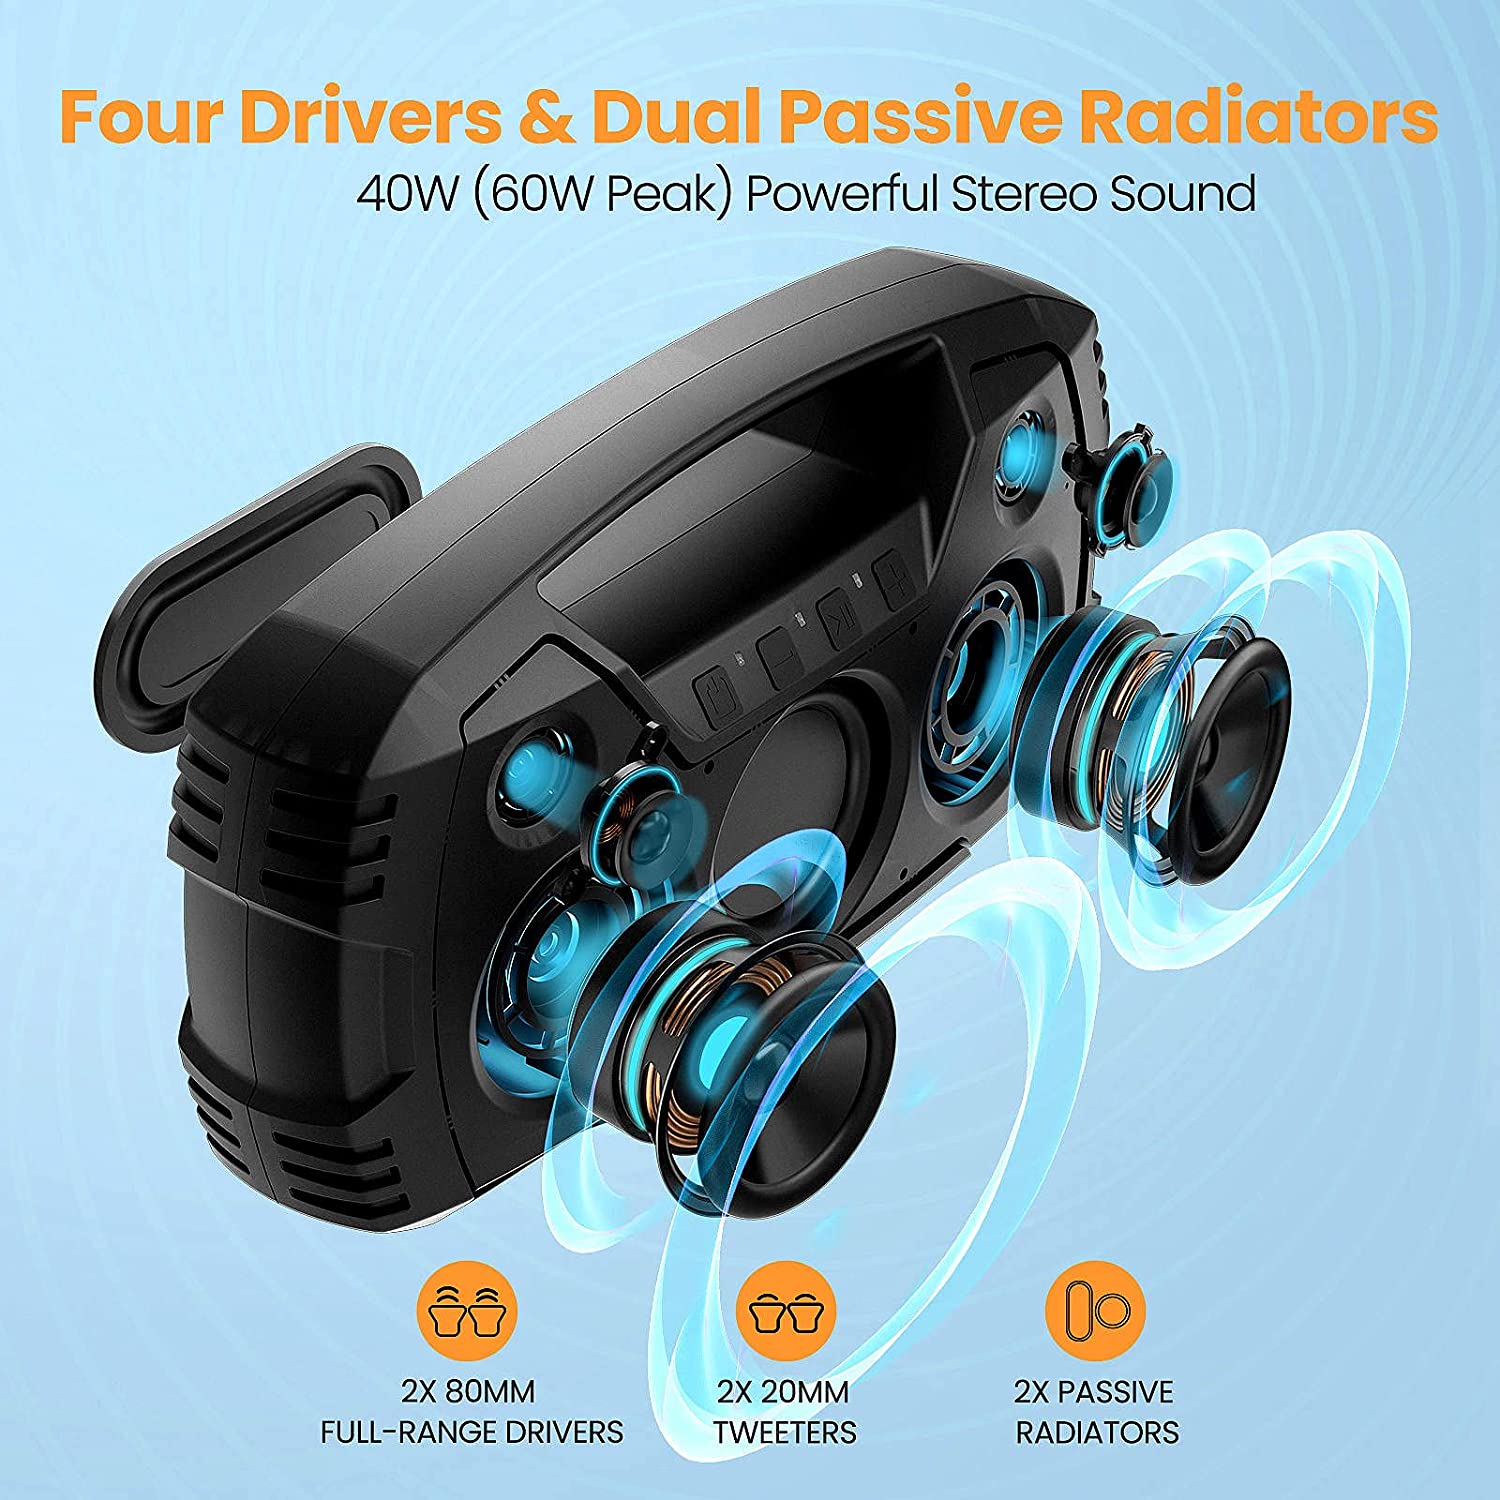 Four Drivers & Dual Passive Radiators
40W (60W Peak) Powerful Stereo Sound
2X 80MM
FULL-RANGE DRIVERS
2X 20MM
TWEETERS
2X PASSIVE
RADIATORS